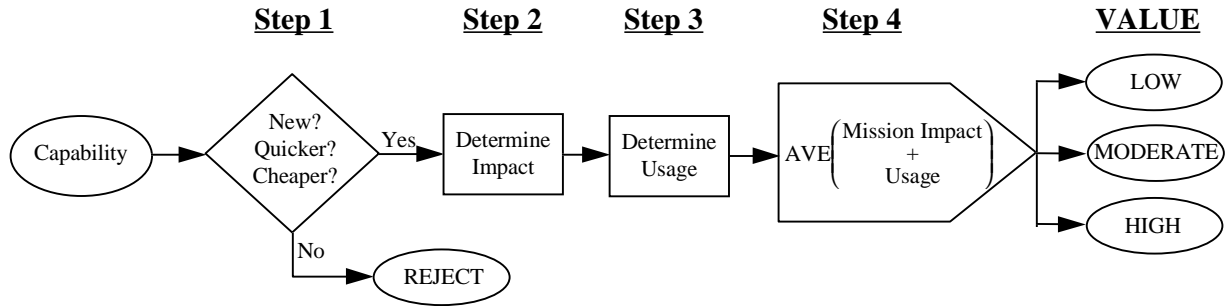 Step 1 Step 2 Step 3 Step 4 VALUE
Capability
New?
Quicker?
Cheaper?
Yes
No
REJECT
Determine
Impact
Determine
Usage
AVE
Mission Impact
+
Usage
LOW
MODERATE
HIGH